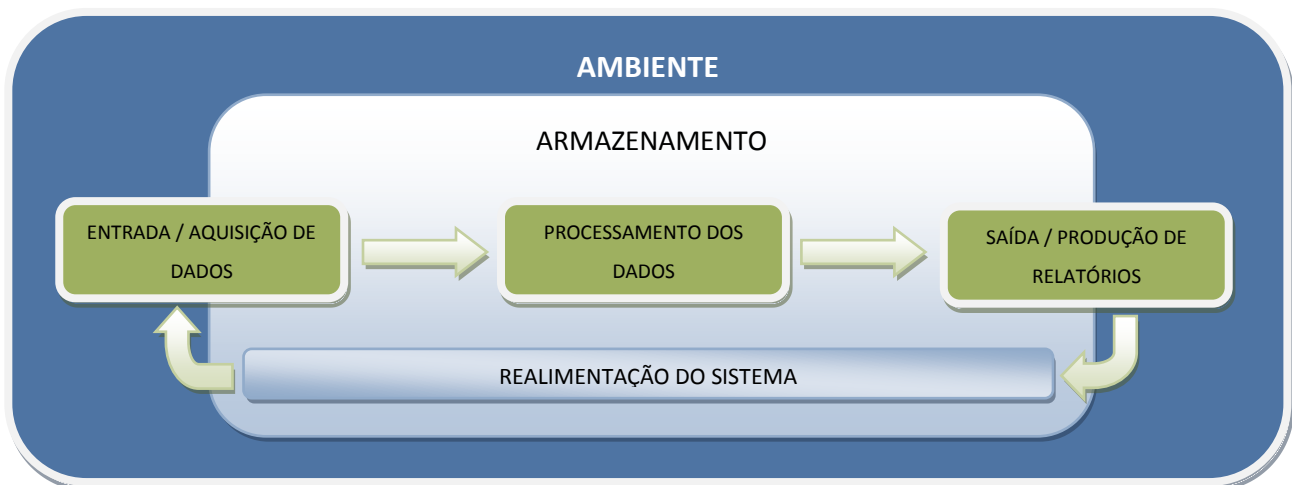 AMBIENTE
ARMAZENAMENTO
ENTRADA / AQUISIÇÃO DE
DADOS
PROCESSAMENTO DOS
DADOS
SAÍDA / PRODUÇÃO DE
RELATÓRIOS
REALIMENTAÇÃO DO SISTEMA